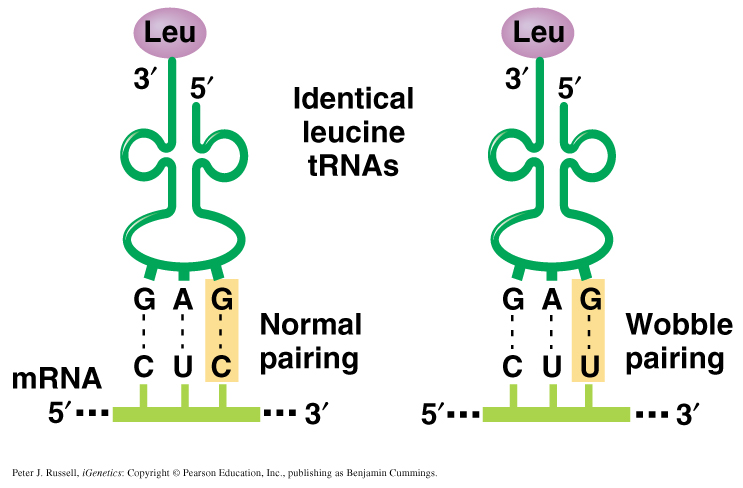 Leu
3′ 5′
G A G
C U C
Normal
pairing
mRNA
5′ 3′
Identical
leucine
tRNAs
Leu
3′ 5′
G A G
C U U
Wobble
pairing
5′ 3′
Peter J. Russell, iGenetics: Copyright © Pearson Education, Inc., publishing as Benjamin Cummings.